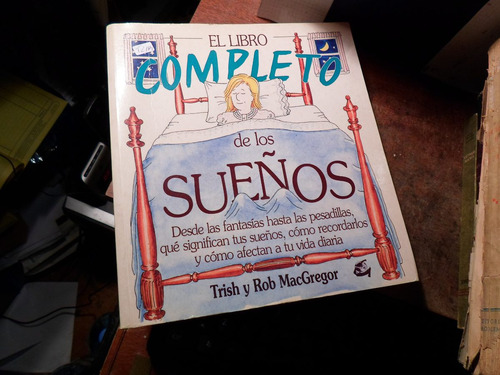 EL LIBRO
COMPLETO
de los
SUEÑOS
Desde las fantasías hasta las pesadillas,
qué significan tus sueños, cómo recordarlos
y cómo afectan a tu vida diaria
Trish y Rob MacGregor